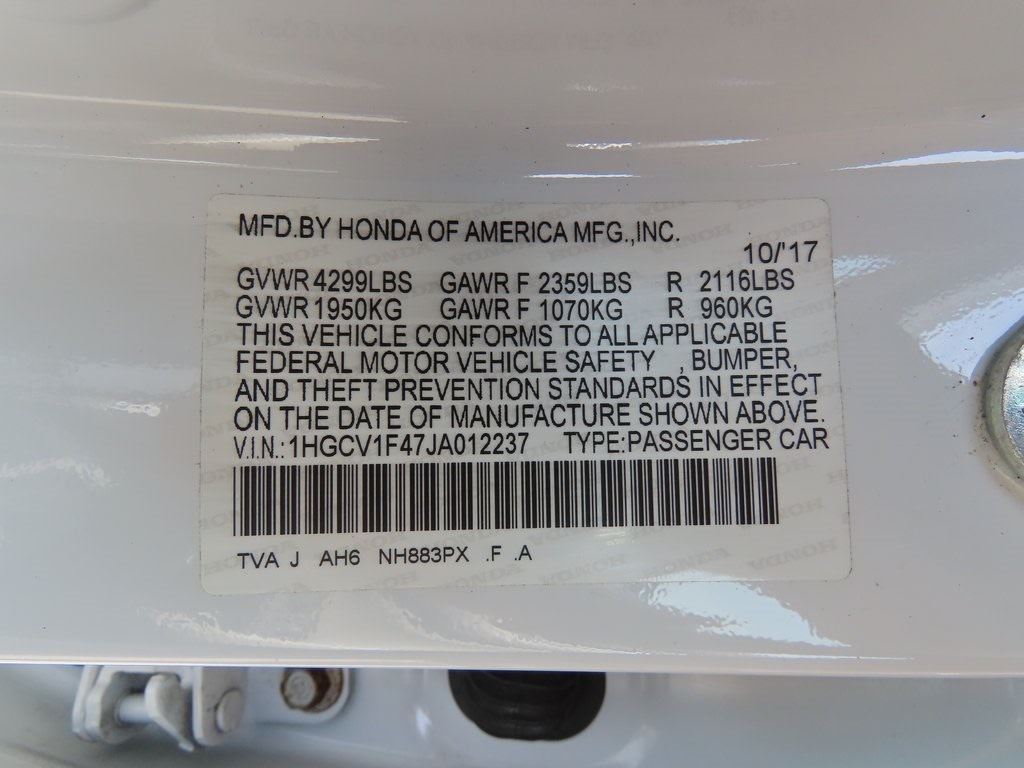 MFD.BY HONDA OF AMERICA MFG.,INC.
10/'17
GVWR 4299LBS GAWR F 2359LBS R 2116LBS
GVWR 1950KG GAWR F 1070KG R 960KG
THIS VEHICLE CONFORMS TO ALL APPLICABLE
FEDERAL MOTOR VEHICLE SAFETY , BUMPER,
AND THEFT PREVENTION STANDARDS IN EFFECT
ON THE DATE OF MANUFACTURE SHOWN ABOVE.
V.I.N.:1HGCV1F47JA012237 TYPE:PASSENGER CAR
TVA J AH6 NH883PX .F .A